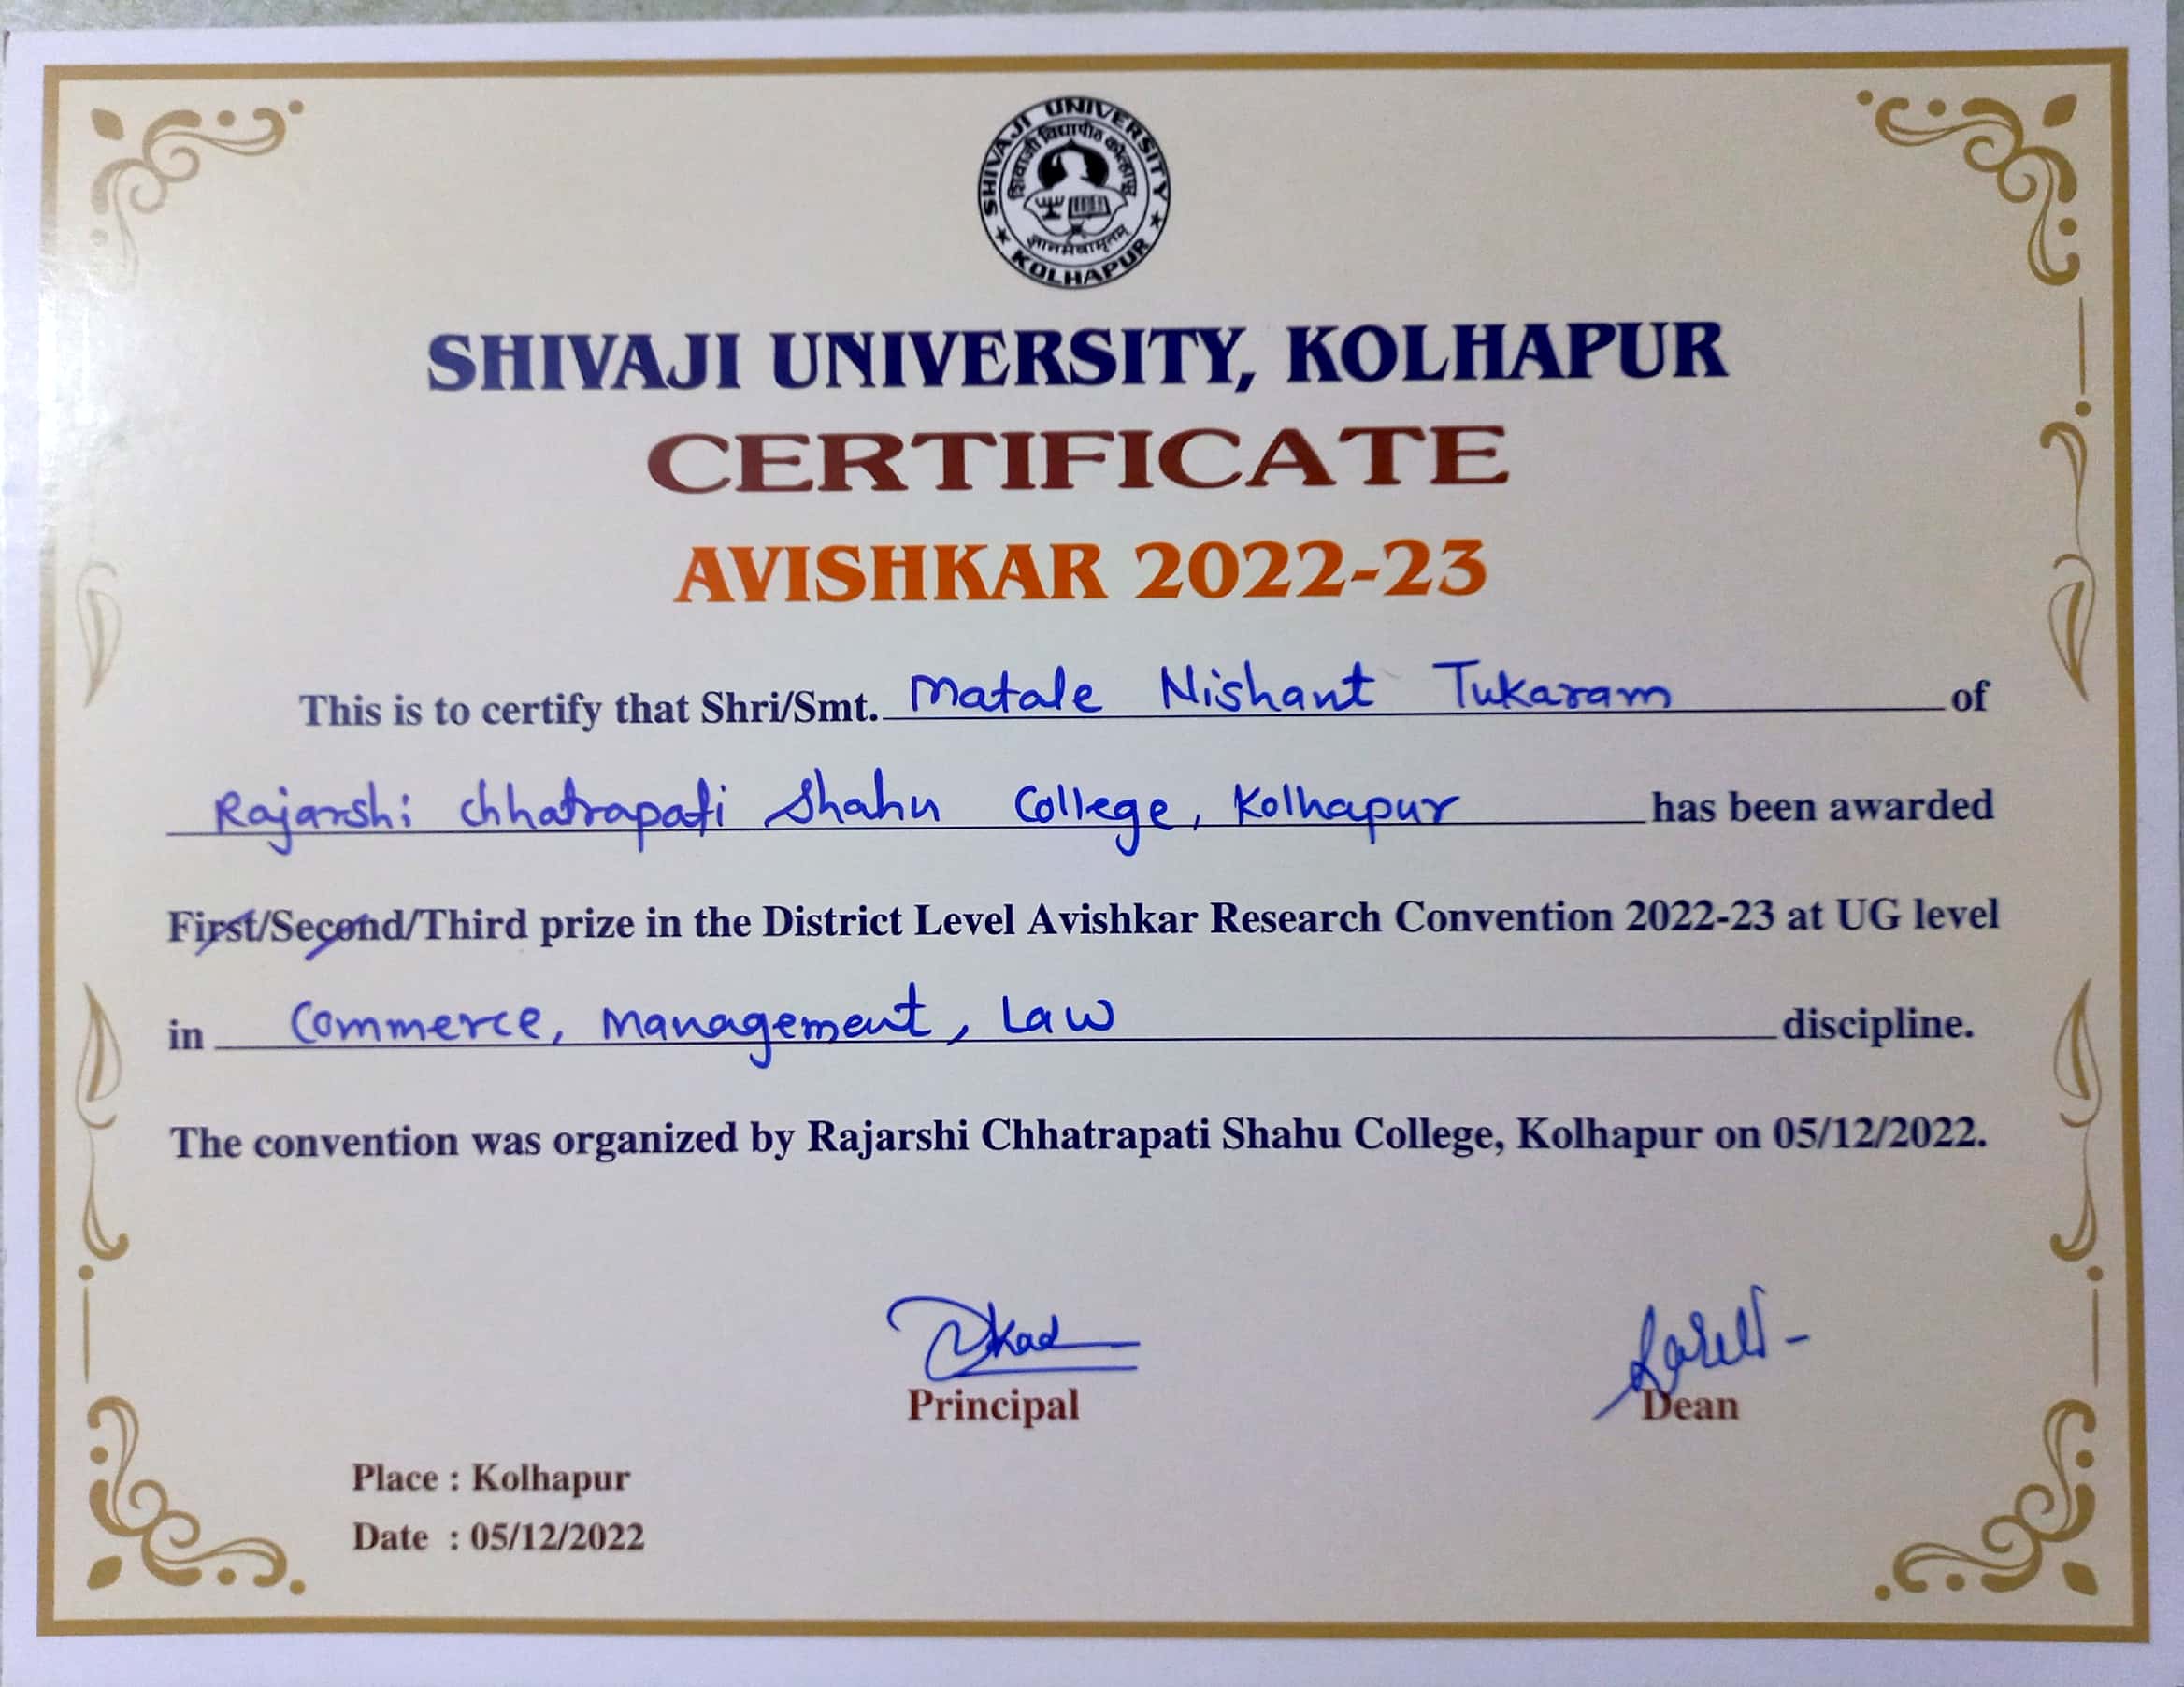 SHIVAJI UNIVERSITY
शिवाजी विद्यापीठ कोल्हापूर
ज्ञानमेवामृतम्
★ KOLHAPUR ★
SHIVAJI UNIVERSITY, KOLHAPUR
CERTIFICATE
AVISHKAR 2022-23
This is to certify that Shri/Smt. Matale Nishant Tukaram of
Rajarshi Chhatrapati Shahu College, Kolhapur has been awarded
First/Second/Third prize in the District Level Avishkar Research Convention 2022-23 at UG level
in Commerce, Management, Law discipline.
The convention was organized by Rajarshi Chhatrapati Shahu College, Kolhapur on 05/12/2022.
Principal
Dean
Place : Kolhapur
Date : 05/12/2022